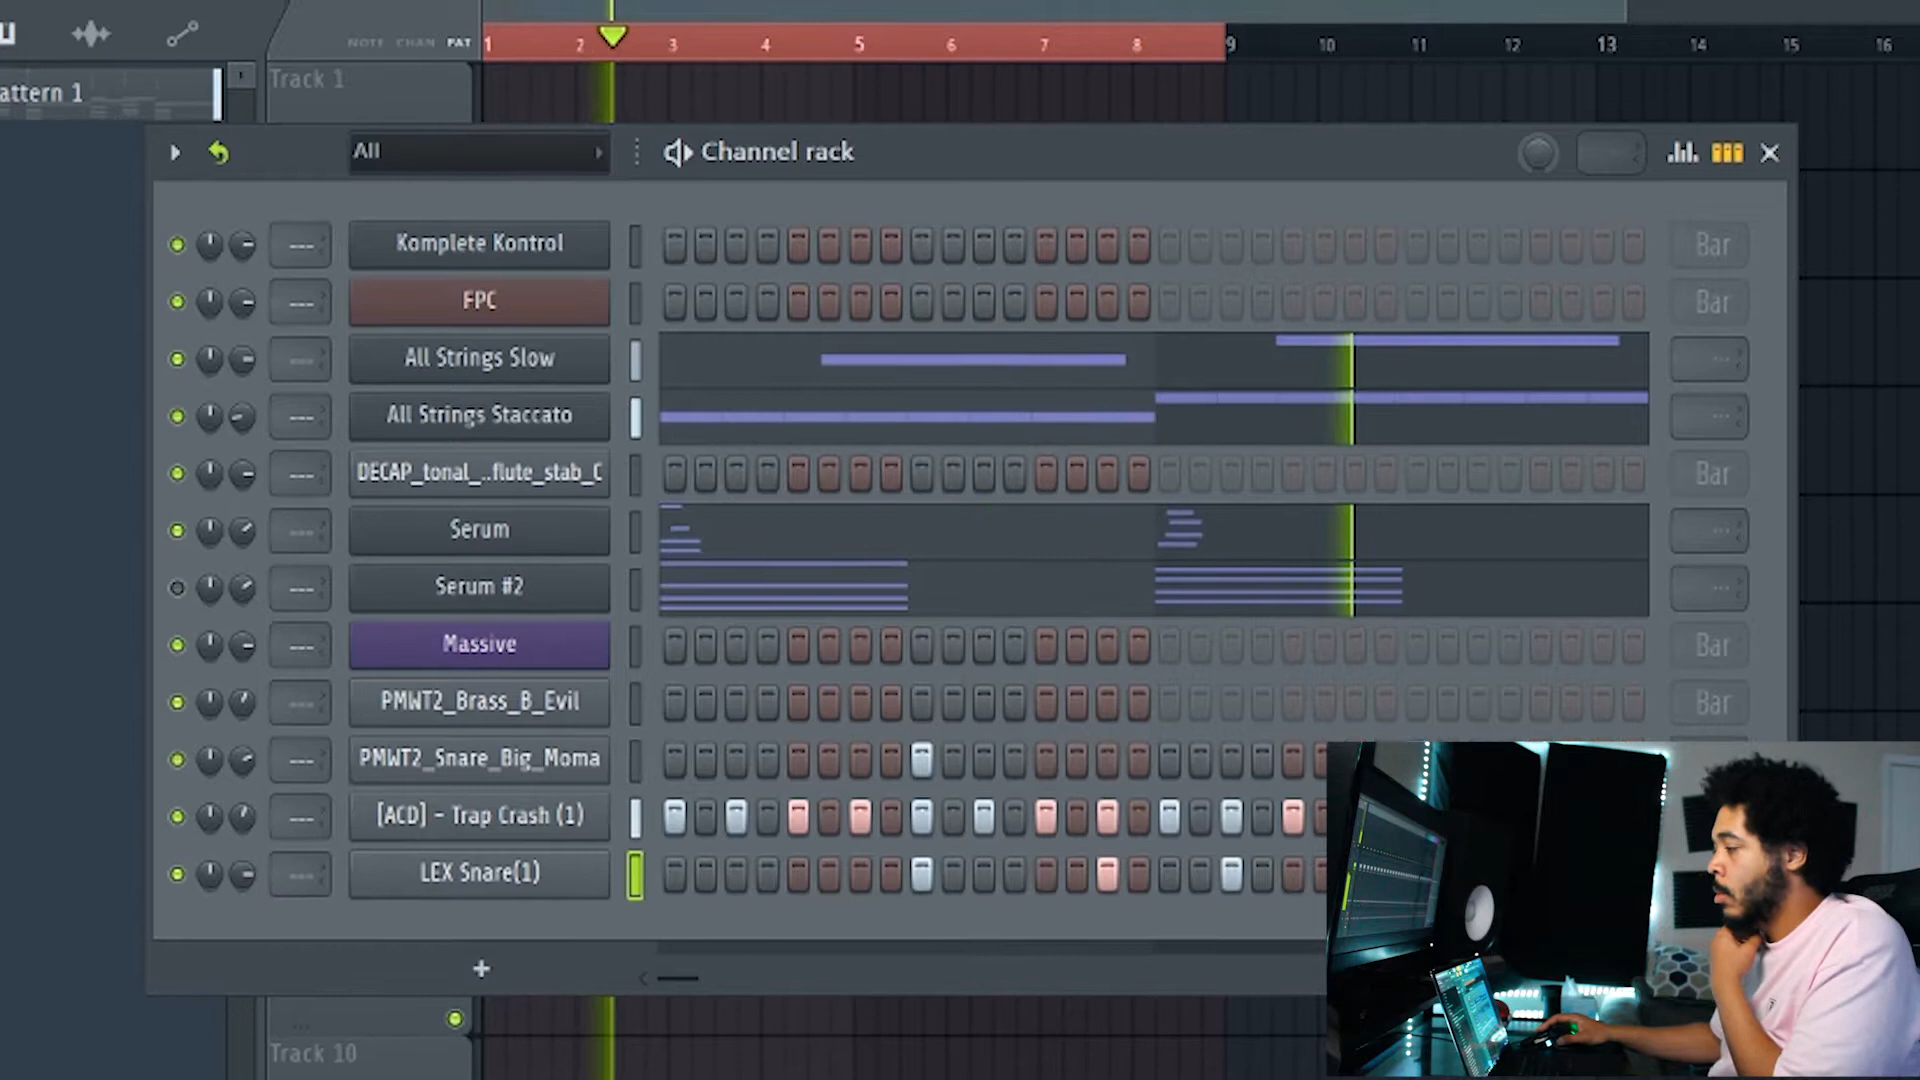 NOTE CHAN PAT
1 2 3 4 5 6 7 8 9 10 11 12 13 14 15 16
attern 1
Track 1
All
Channel rack
Komplete Kontrol
Bar
FPC
Bar
All Strings Slow
All Strings Staccato
DECAP_tonal_..flute_stab_C
Bar
Serum
Serum #2
Massive
Bar
PMWT2_Brass_B_Evil
Bar
PMWT2_Snare_Big_Moma
[ACD] - Trap Crash (1)
LEX Snare(1)
+
Track 10